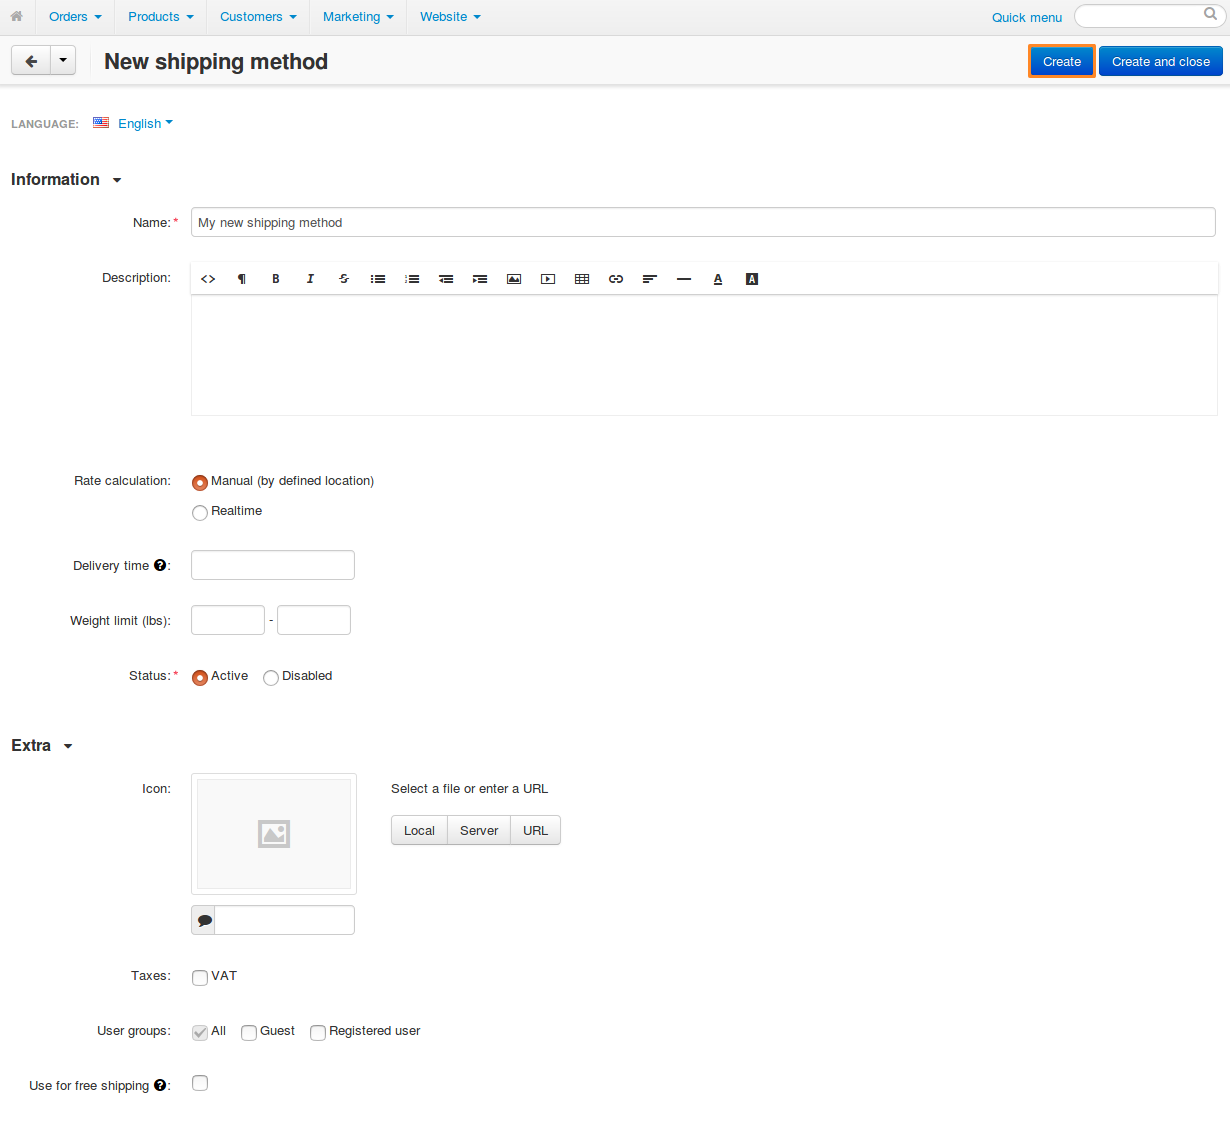 Orders Products Customers Marketing Website Quick menu
New shipping method Create Create and close
LANGUAGE: English
Information
Name:* My new shipping method
Description:
Rate calculation: Manual (by defined location)
Realtime
Delivery time ?:
Weight limit (lbs): -
Status:* Active Disabled
Extra
Icon: Select a file or enter a URL
Local Server URL
Taxes: VAT
User groups: All Guest Registered user
Use for free shipping ?: